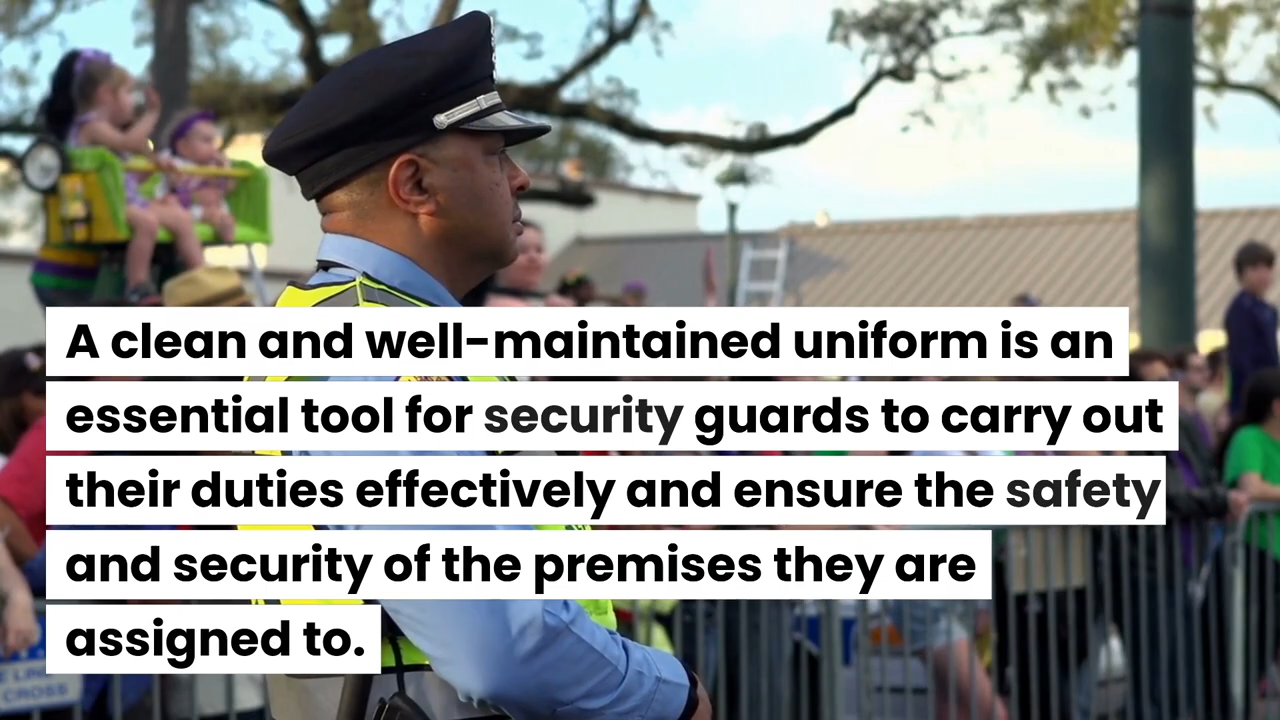 A clean and well-maintained uniform is an
essential tool for security guards to carry out
their duties effectively and ensure the safety
and security of the premises they are
assigned to.
CROSS